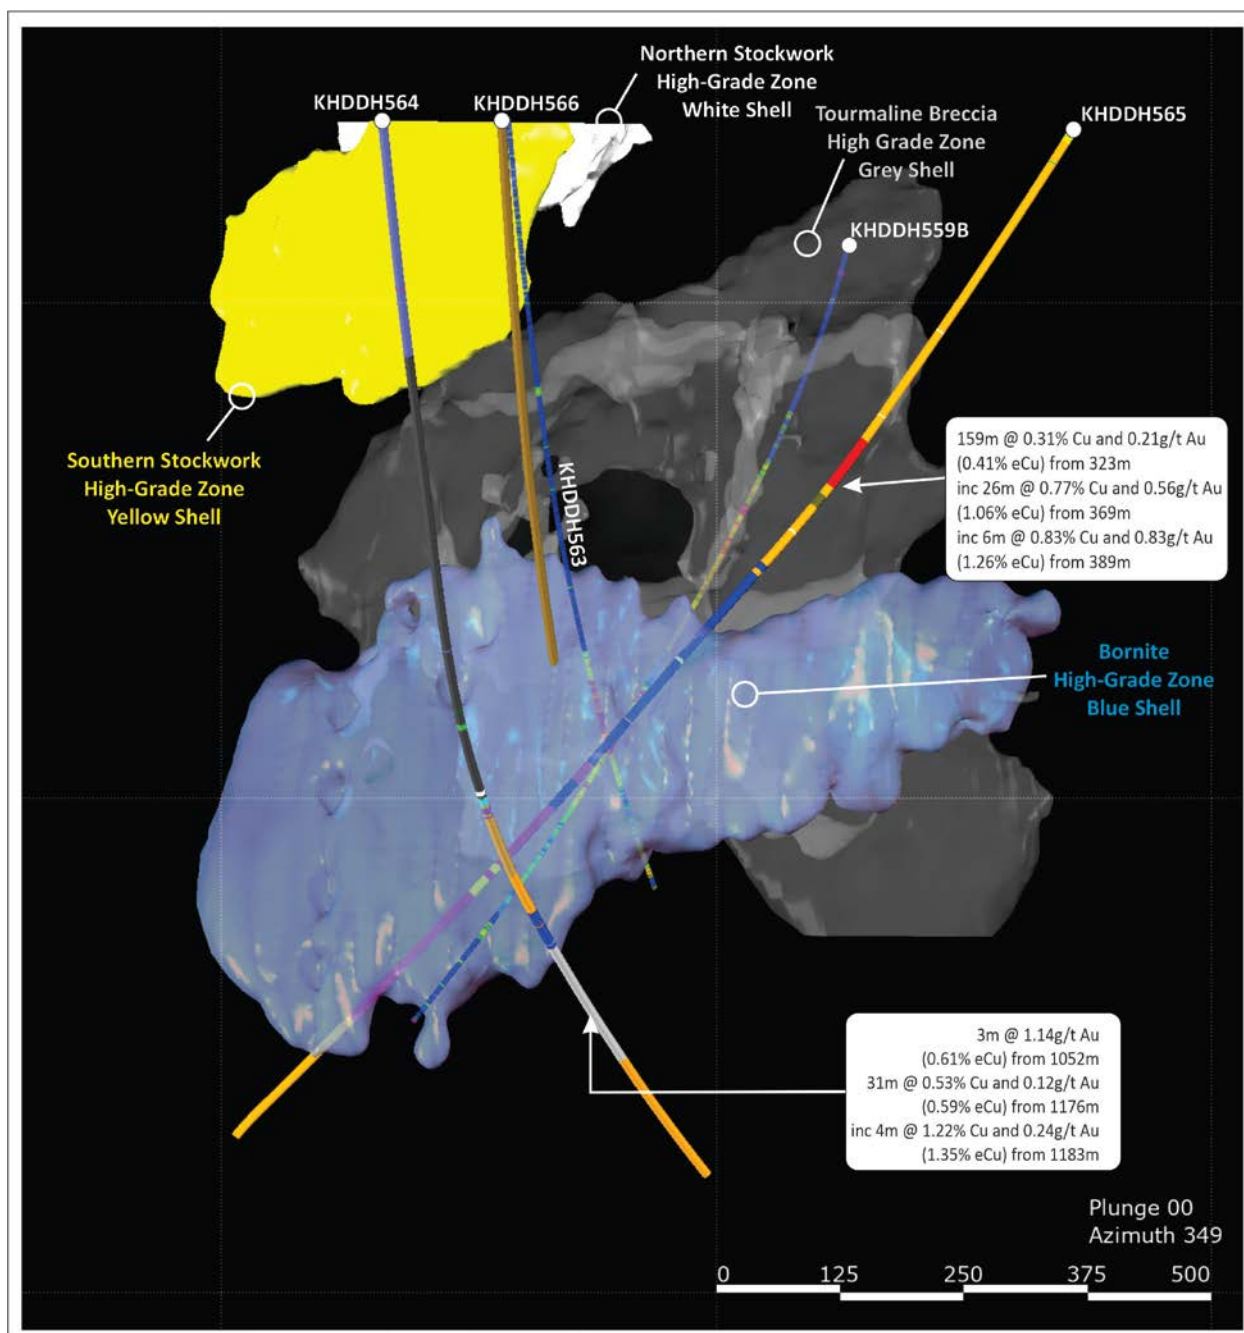 Northern Stockwork
High-Grade Zone
White Shell
KHDDH564
KHDDH566
Tourmaline Breccia
High Grade Zone
Grey Shell
KHDDH565
KHDDH559B
159m @ 0.31% Cu and 0.21g/t Au
(0.41% eCu) from 323m
inc 26m @ 0.77% Cu and 0.56g/t Au
(1.06% eCu) from 369m
inc 6m @ 0.83% Cu and 0.83g/t Au
(1.26% eCu) from 389m
Southern Stockwork
High-Grade Zone
Yellow Shell
KHDDH563
Bornite
High-Grade Zone
Blue Shell
3m @ 1.14g/t Au
(0.61% eCu) from 1052m
31m @ 0.53% Cu and 0.12g/t Au
(0.59% eCu) from 1176m
inc 4m @ 1.22% Cu and 0.24g/t Au
(1.35% eCu) from 1183m
Plunge 00
Azimuth 349
0 125 250 375 500